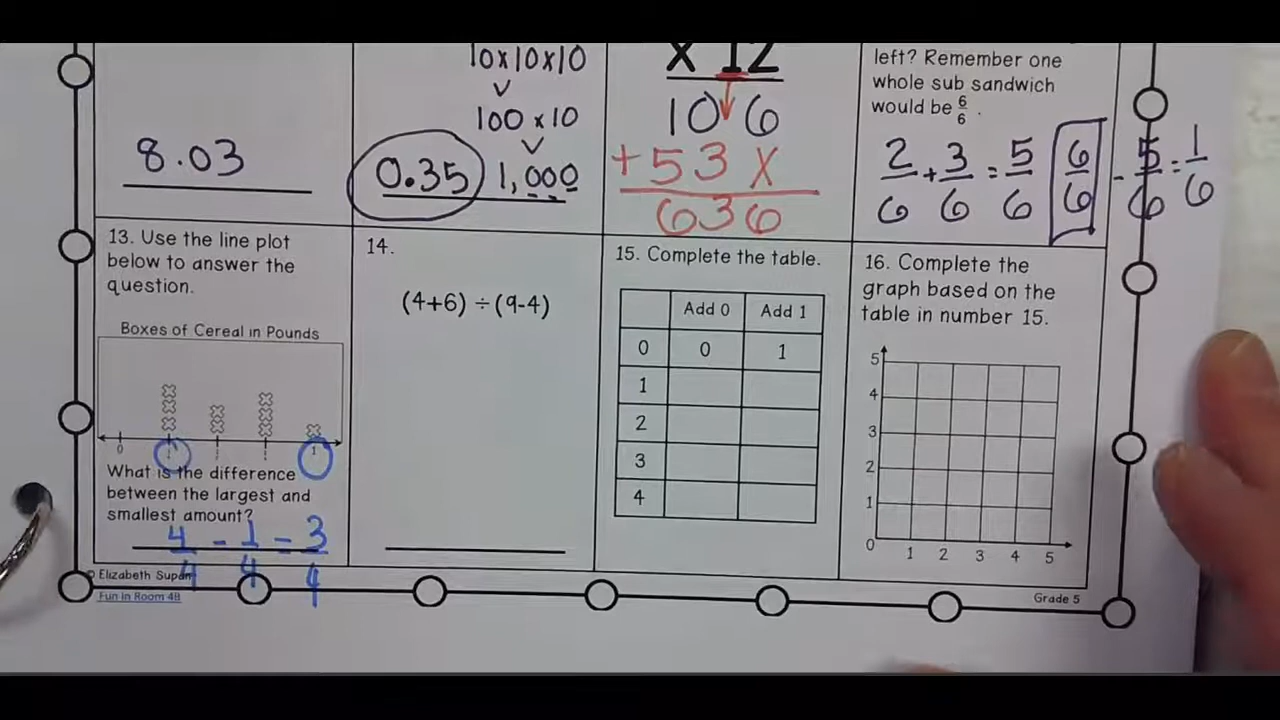 8.03
10x10x10
100 x 10
0.35 1,000
x 12
106
+ 53 x
636
left? Remember one
whole sub sandwich
would be 6/6 .
2/6 + 3/6 = 5/6 6/6 - 5/6 = 1/6
13. Use the line plot
below to answer the
question.
Boxes of Cereal in Pounds
0 1
What is the difference
between the largest and
smallest amount?
4/4 - 1/4 = 3/4
14.
(4+6) ÷ (9-4)
15. Complete the table.
Add 0 Add 1
0 0 1
1
2
3
4
16. Complete the
graph based on the
table in number 15.
5
4
3
2
1
0 1 2 3 4 5
© Elizabeth Supan
Fun in Room 4B
Grade 5